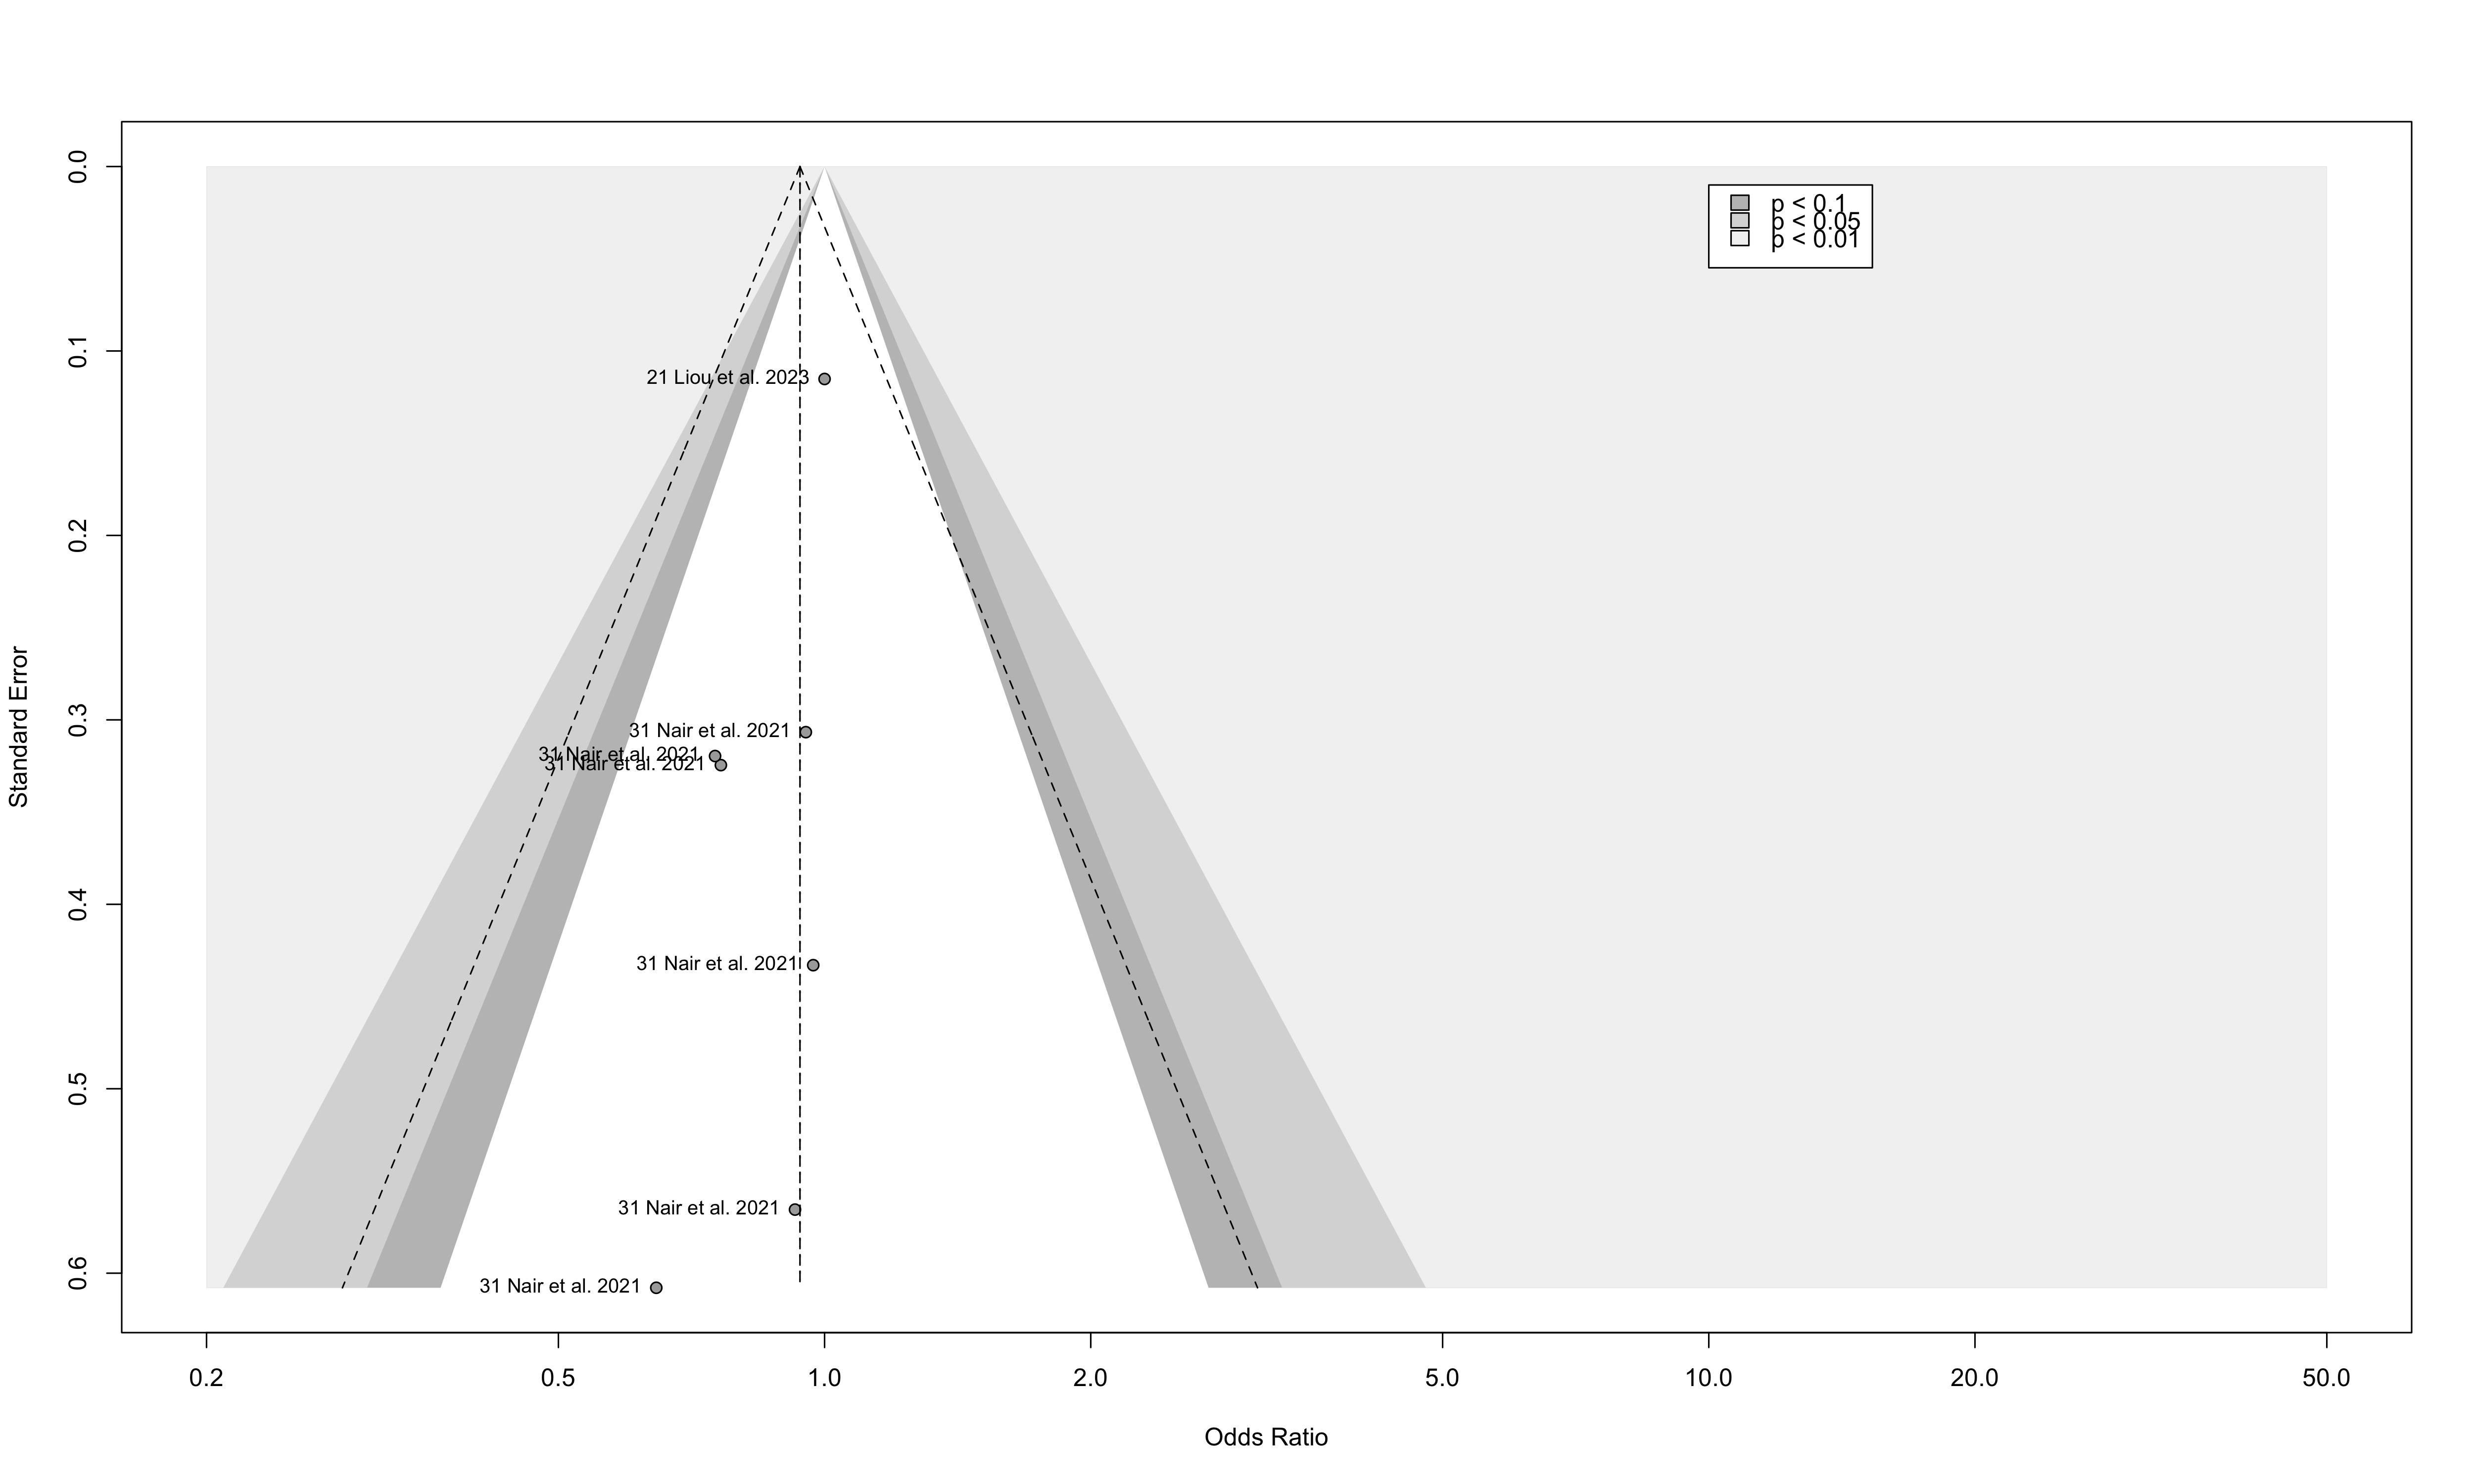 p < 0.1
p < 0.05
p < 0.01
21 Liou et al. 2023
31 Nair et al. 2021
31 Nair et al. 2021
31 Nair et al. 2021
31 Nair et al. 2021
31 Nair et al. 2021
31 Nair et al. 2021
Standard Error
0.0
0.1
0.2
0.3
0.4
0.5
0.6
0.2
0.5
1.0
2.0
5.0
10.0
20.0
50.0
Odds Ratio